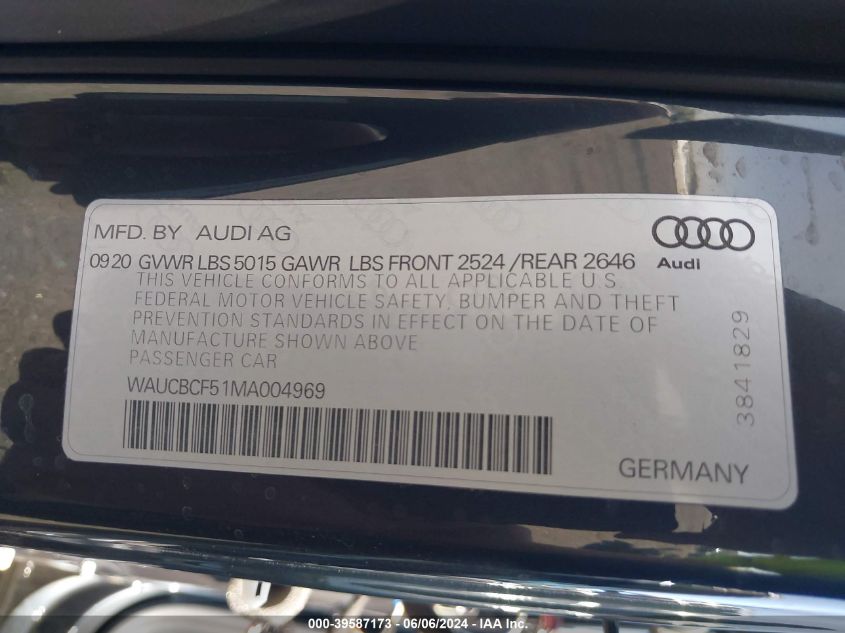 MFD. BY AUDI AG
0920 GVWR LBS 5015 GAWR LBS FRONT 2524 /REAR 2646
THIS VEHICLE CONFORMS TO ALL APPLICABLE U.S.
FEDERAL MOTOR VEHICLE SAFETY, BUMPER AND THEFT
PREVENTION STANDARDS IN EFFECT ON THE DATE OF
MANUFACTURE SHOWN ABOVE
PASSENGER CAR
WAUCBCF51MA004969
Audi
3841829
GERMANY
000-39587173 - 06/06/2024 - IAA Inc.